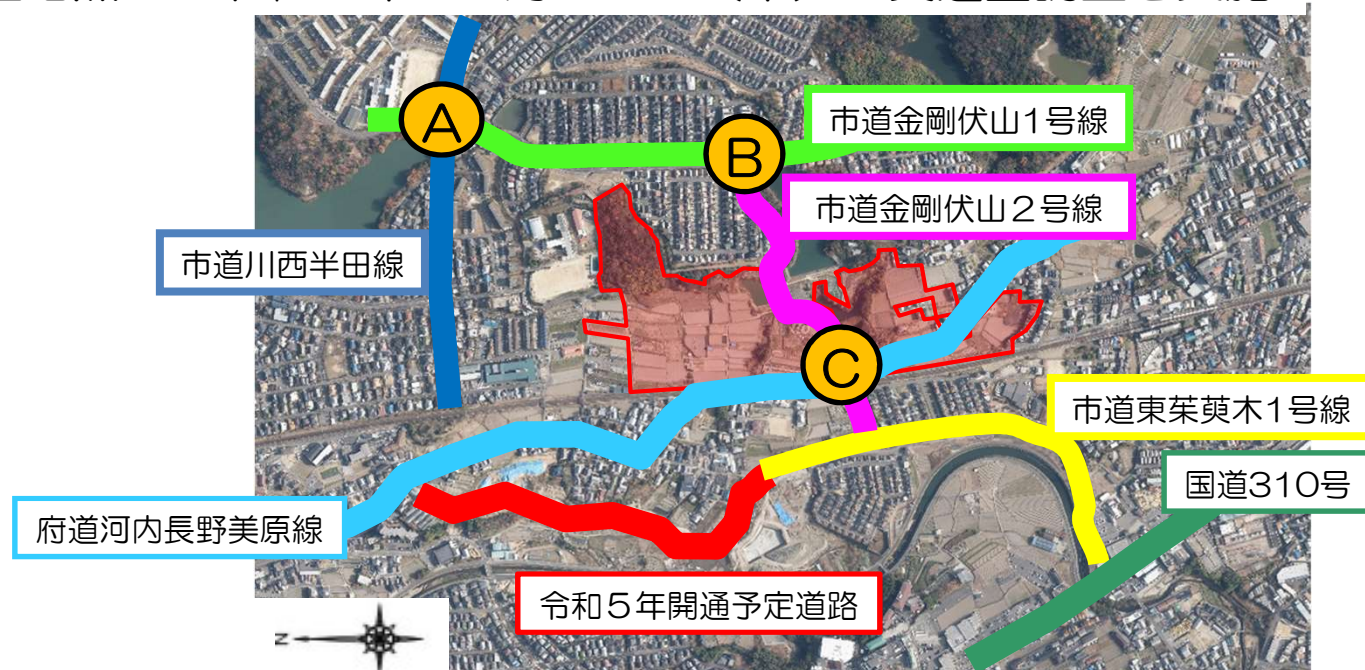 A
B
市道金剛伏山1号線
市道金剛伏山２号線
市道川西半田線
C
市道東茱萸木1号線
国道310号
府道河内長野美原線
令和５年開通予定道路
N